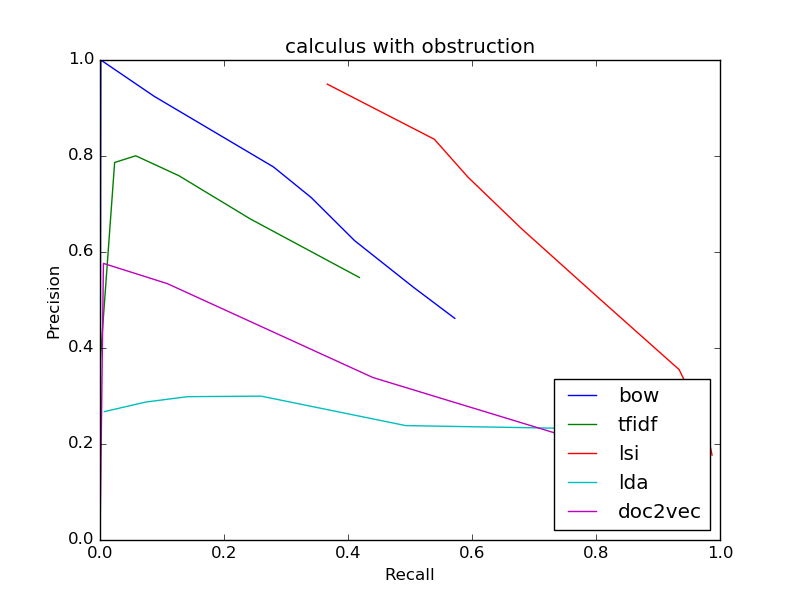 calculus with obstruction
1.0
0.8
0.6
0.4
0.2
0.0
Precision
0.0 0.2 0.4 0.6 0.8 1.0
Recall
bow
tfidf
lsi
lda
doc2vec